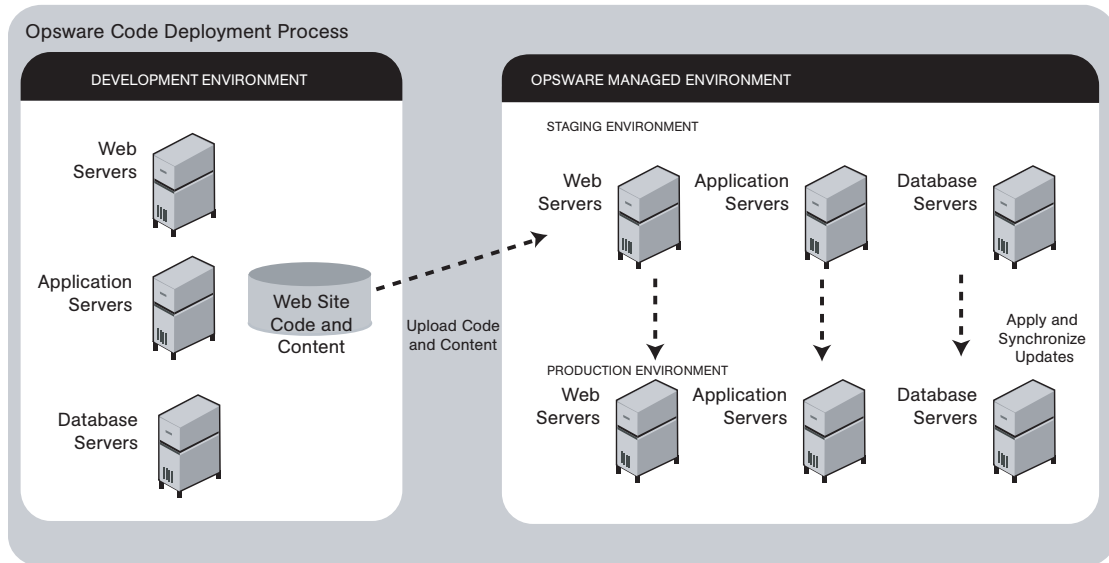 Opsware Code Deployment Process
DEVELOPMENT ENVIRONMENT
Web
Servers
Application
Servers
Web Site
Code and
Content
Database
Servers
Upload Code
and Content
OPSWARE MANAGED ENVIRONMENT
STAGING ENVIRONMENT
Web
Servers
Application
Servers
Database
Servers
Apply and
Synchronize
Updates
PRODUCTION ENVIRONMENT
Web
Servers
Application
Servers
Database
Servers